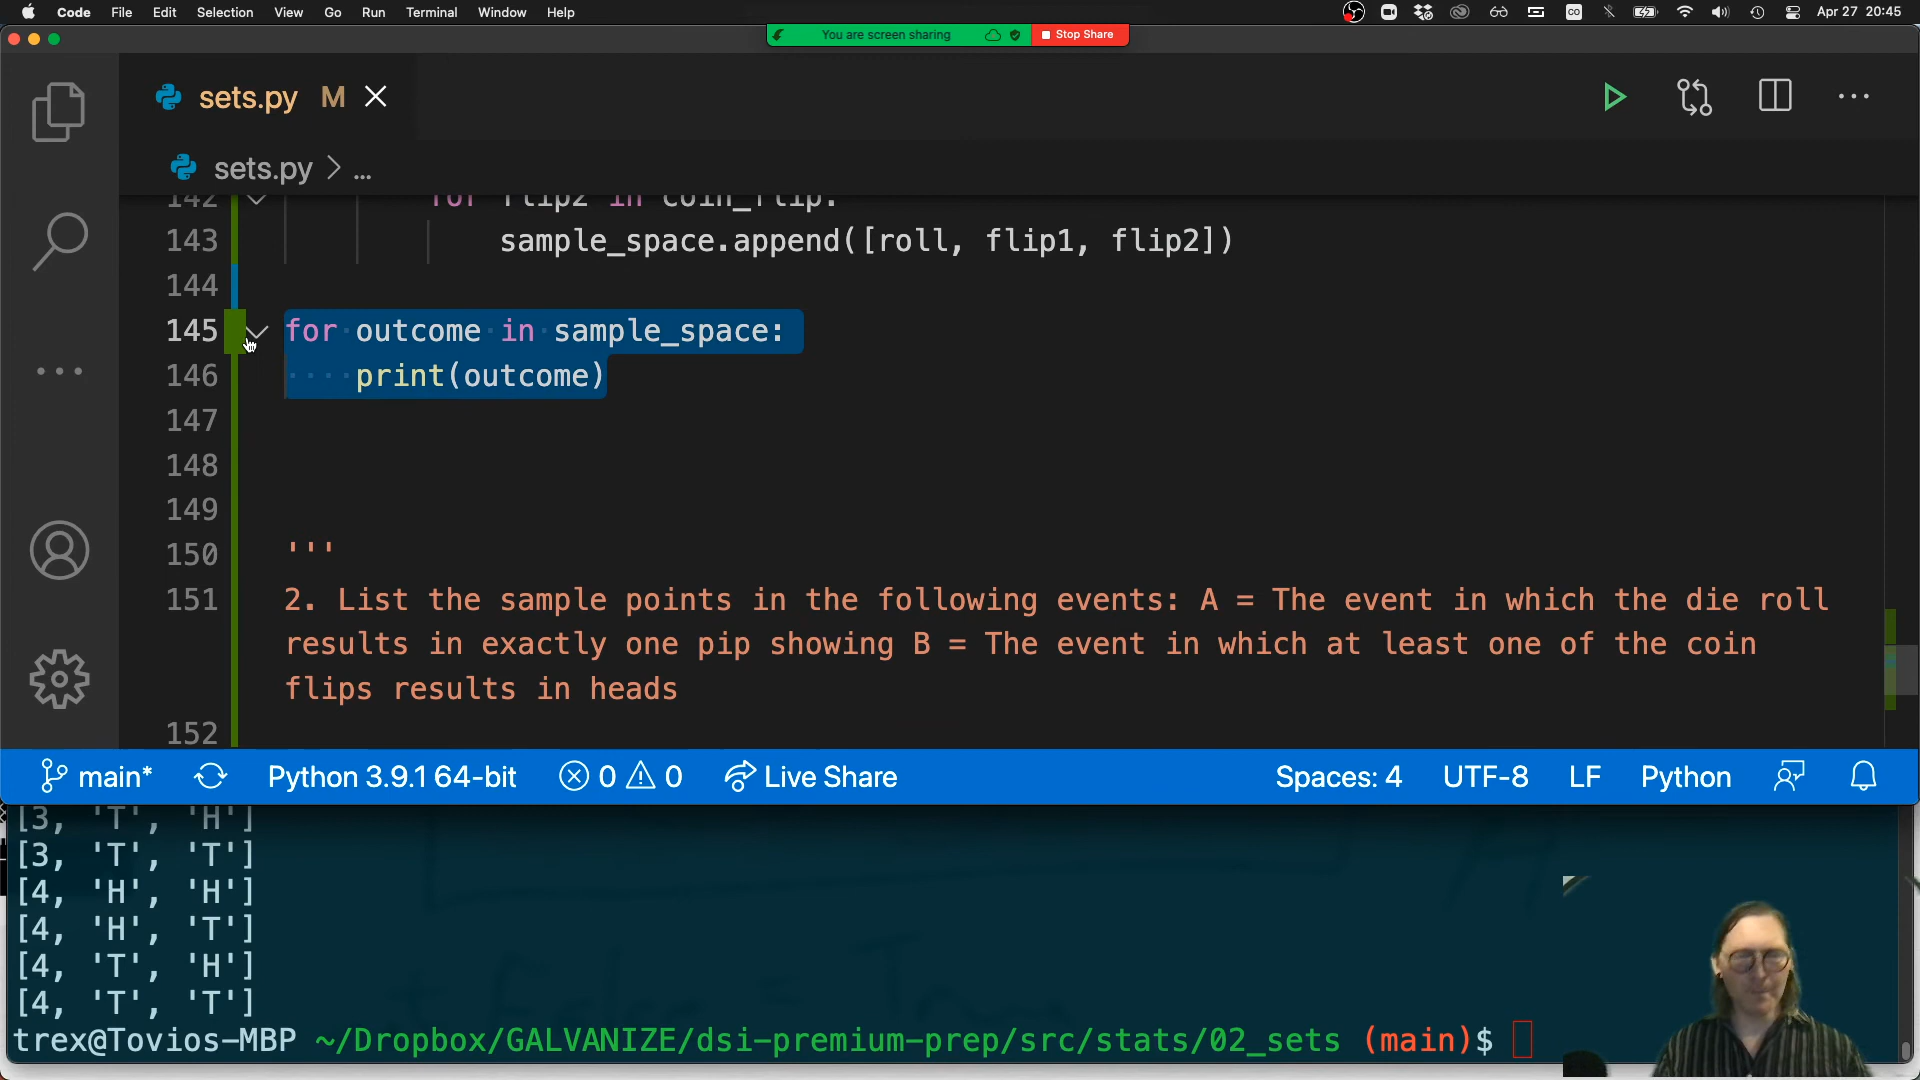 Code File Edit Selection View Go Run Terminal Window Help Apr 27 20:45
You are screen sharing Stop Share
sets.py M
sets.py > ...
142 for flip2 in coin_flip:
143 sample_space.append([roll, flip1, flip2])
144
145 for outcome in sample_space:
146 print(outcome)
147
148
149
150 '''
151 2. List the sample points in the following events: A = The event in which the die roll
results in exactly one pip showing B = The event in which at least one of the coin
flips results in heads
152
main* Python 3.9.1 64-bit 0 0 Live Share Spaces: 4 UTF-8 LF Python
[3, 'T', 'H']
[3, 'T', 'T']
[4, 'H', 'H']
[4, 'H', 'T']
[4, 'T', 'H']
[4, 'T', 'T']
trex@Tovios-MBP ~/Dropbox/GALVANIZE/dsi-premium-prep/src/stats/02_sets (main)$